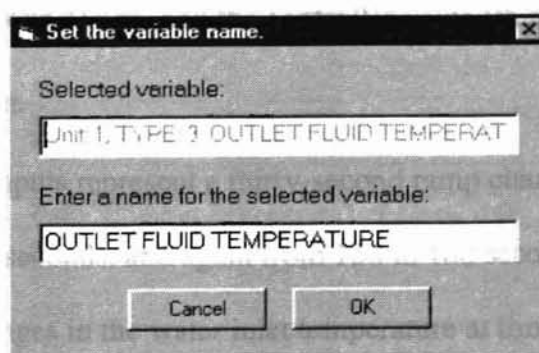 Set the variable name.
Selected variable:
Unit: 1, TYPE: 3 OUTLET FLUID TEMPERAT
Enter a name for the selected variable:
OUTLET FLUID TEMPERATURE
Cancel OK